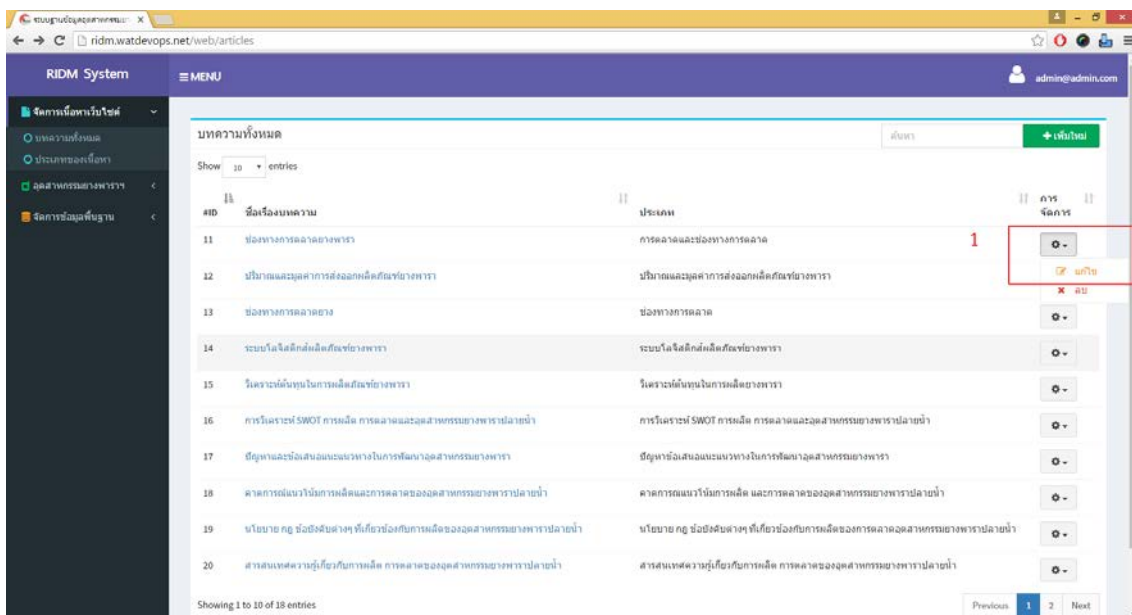 ระบบฐานข้อมูลอุตสาหกรรมยา
ridm.watdevops.net/web/articles
RIDM System
MENU
admin@admin.com
จัดการเนื้อหาเว็บไซต์
บทความทั้งหมด
ประเภทของเนื้อหา
อุตสาหกรรมยางพาราฯ
จัดการข้อมูลพื้นฐาน
บทความทั้งหมด
ค้นหา
เพิ่มใหม่
Show 10 entries
#ID ชื่อเรื่องบทความ ประเภท การจัดการ
11 ช่องทางการตลาดยางพารา การตลาดและช่องทางการตลาด 1
แก้ไข
12 ปริมาณและมูลค่าการส่งออกผลิตภัณฑ์ยางพารา ปริมาณและมูลค่าการส่งออกผลิตภัณฑ์ยางพารา
ลบ
13 ช่องทางการตลาดยาง ช่องทางการตลาด
14 ระบบโลจิสติกส์ผลิตภัณฑ์ยางพารา ระบบโลจิสติกส์ผลิตภัณฑ์ยางพารา
15 วิเคราะห์ต้นทุนในการผลิตภัณฑ์ยางพารา วิเคราะห์ต้นทุนในการผลิตยางพารา
16 การวิเคราะห์ SWOT การผลิต การตลาดและอุตสาหกรรมยางพาราปลายน้ำ การวิเคราะห์ SWOT การผลิต การตลาดและอุตสาหกรรมยางพาราปลายน้ำ
17 ปัญหาและข้อเสนอแนะแนวทางในการพัฒนาอุตสาหกรรมยางพารา ปัญหาข้อเสนอแนะแนวทางในการพัฒนาอุตสาหกรรมยางพารา
18 คาดการณ์แนวโน้มการผลิตและการตลาดของอุตสาหกรรมยางพาราปลายน้ำ คาดการณแนวโน้มการผลิต และการตลาดของอุตสาหกรรมยางพาราปลายน้ำ
19 นโยบาย กฎ ข้อบังคับต่างๆ ที่เกี่ยวข้องกับการผลิตของอุตสาหกรรมยางพาราปลายน้ำ นโยบาย กฎ ข้อบังคับต่างๆ ที่เกี่ยวข้องกับการผลิตของการตลาดอุตสาหกรรมยางพาราปลายน้ำ
20 สารสนเทศความรู้เกี่ยวกับการผลิต การตลาดของอุตสาหกรรมยางพาราปลายน้ำ สารสนเทศความรู้เกี่ยวกับการผลิต การตลาดของอุตสาหกรรมยางพาราปลายน้ำ
Showing 1 to 10 of 18 entries
Previous 1 2 Next